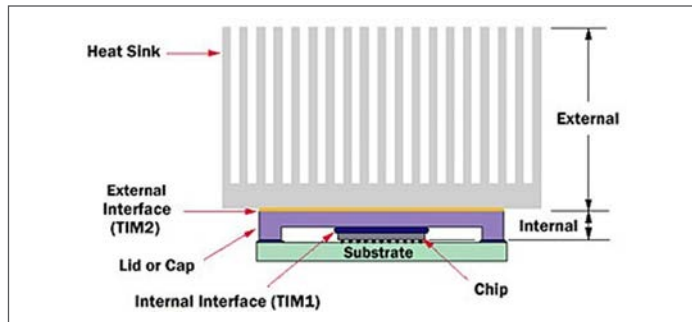 Heat Sink
External
External
Interface
(TIM2)
Internal
Lid or Cap
Substrate
Chip
Internal Interface (TIM1)